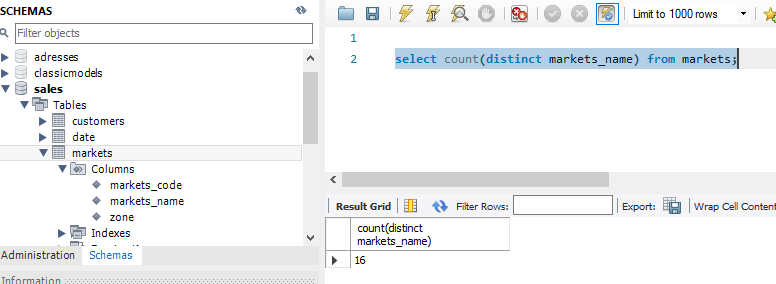 SCHEMAS
Filter objects
adresses
classicmodels
sales
Tables
customers
date
markets
Columns
markets_code
markets_name
zone
Indexes
Administration Schemas
Information
Limit to 1000 rows
1
2 select count(distinct markets_name) from markets;
Result Grid Filter Rows: Export: Wrap Cell Content
count(distinct
markets_name)
16